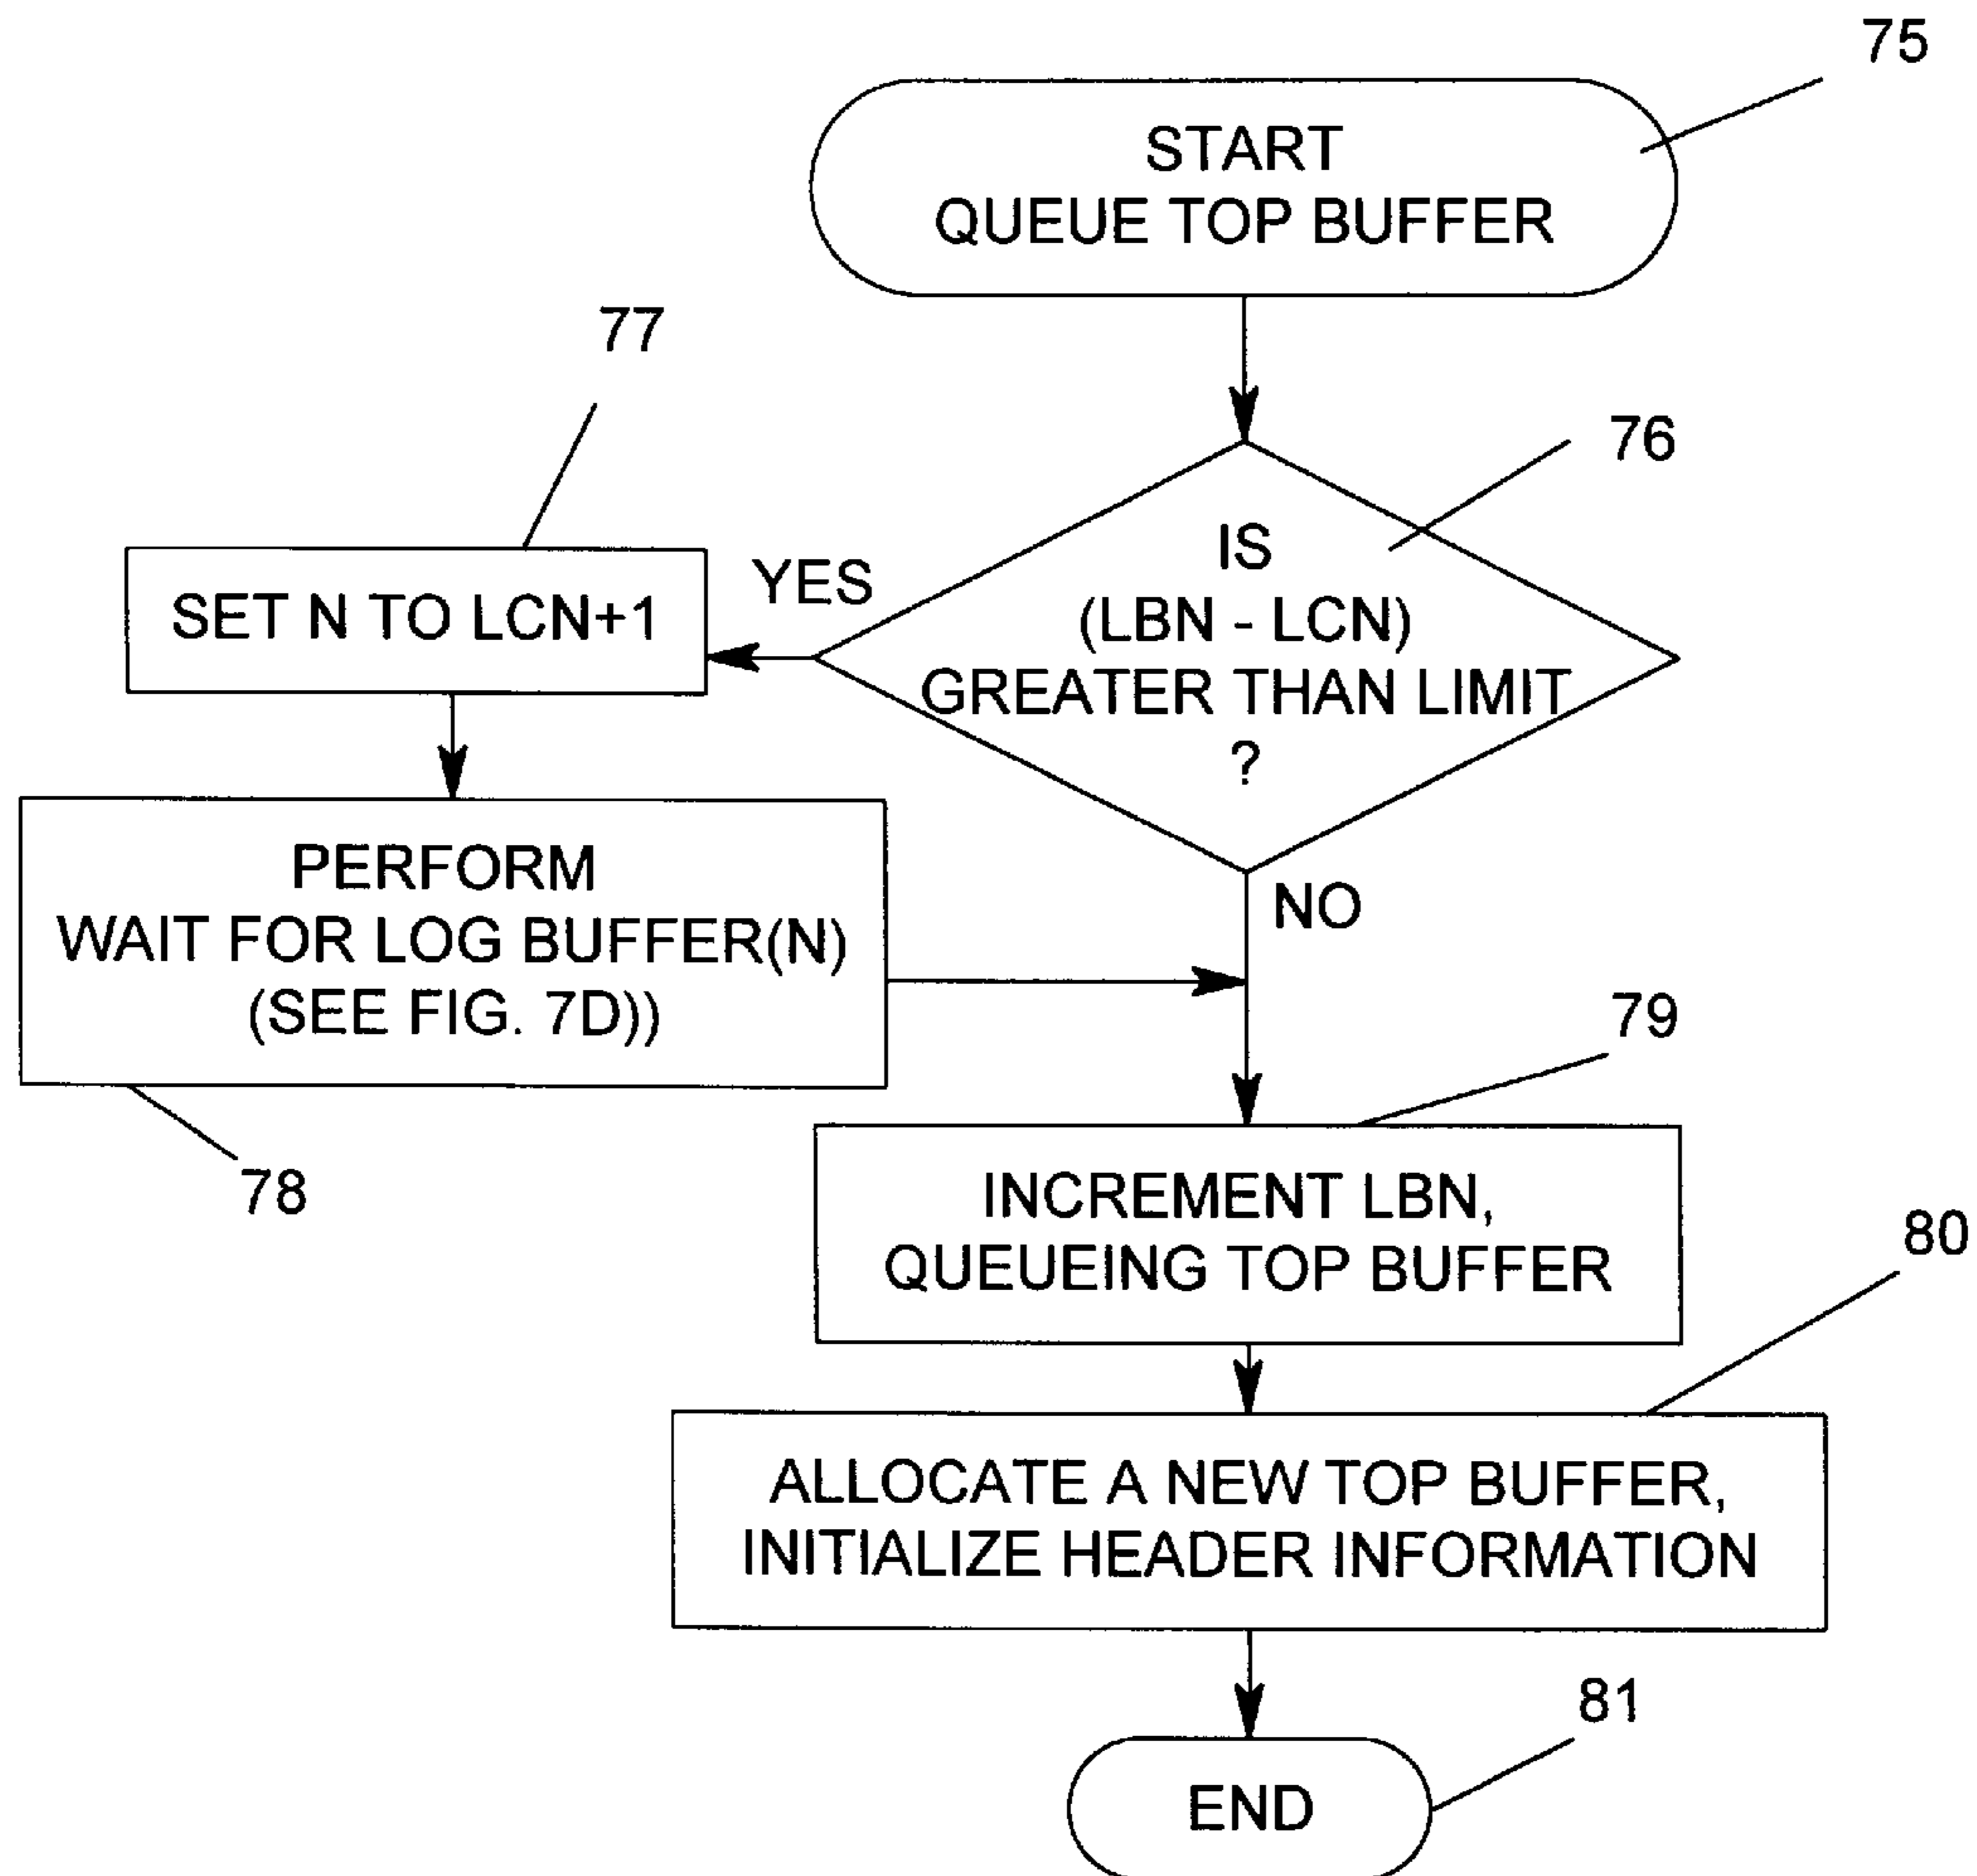 75
START
QUEUE TOP BUFFER
77
76
IS
(LBN - LCN)
GREATER THAN LIMIT
?
YES
SET N TO LCN+1
PERFORM
WAIT FOR LOG BUFFER(N)
(SEE FIG. 7D))
NO
78
79
INCREMENT LBN,
QUEUEING TOP BUFFER
80
ALLOCATE A NEW TOP BUFFER,
INITIALIZE HEADER INFORMATION
81
END